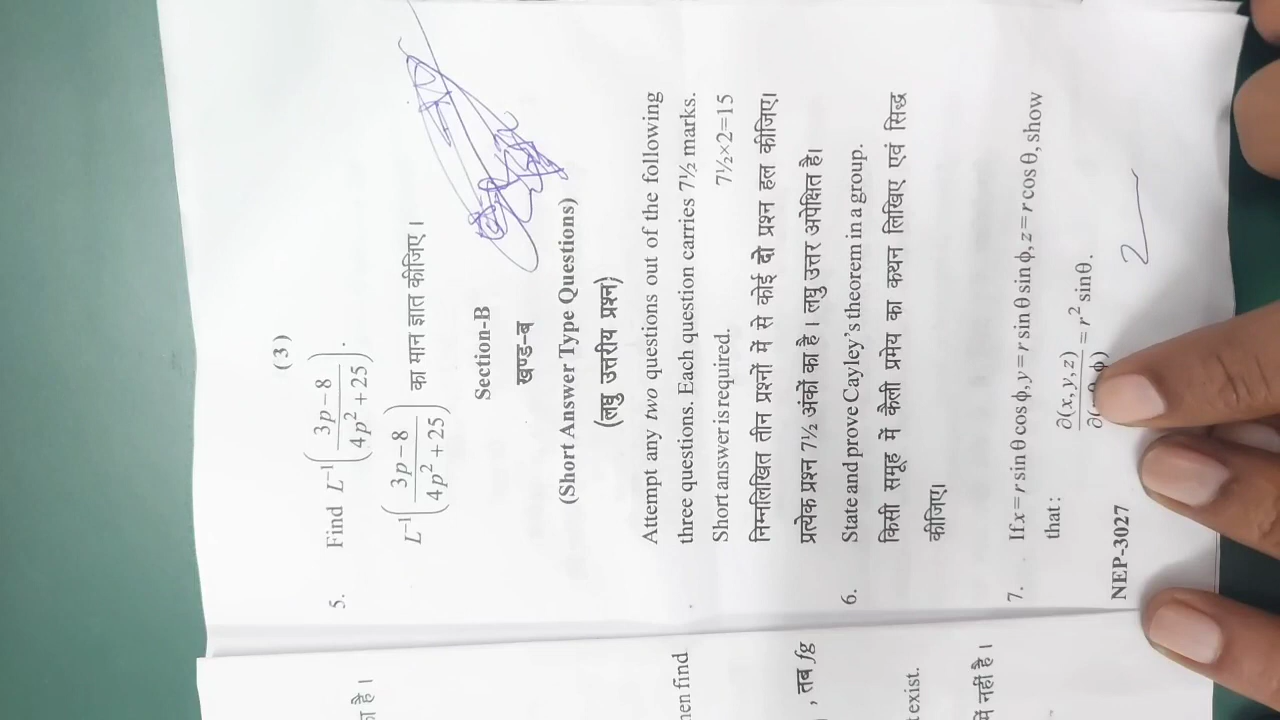 (3)
5. Find L⁻¹((3p−8)/(4p²+25)).
L⁻¹((3p−8)/(4p²+25)) का मान ज्ञात कीजिए।
Section-B
खण्ड-ब
(Short Answer Type Questions)
(लघु उत्तरीय प्रश्न)
Attempt any two questions out of the following
three questions. Each question carries 7½ marks.
Short answer is required. 7½×2=15
निम्नलिखित तीन प्रश्नों में से कोई दो प्रश्न हल कीजिए।
प्रत्येक प्रश्न 7½ अंकों का है। लघु उत्तर अपेक्षित है।
6. State and prove Cayley's theorem in a group.
किसी समूह में कैली प्रमेय का कथन लिखिए एवं सिद्ध
कीजिए।
7. If x = r sin θ cos ϕ, y = r sin θ sin ϕ, z = r cos θ, show
that :
∂(x, y, z)
∂( ϕ) = r² sin θ.
NEP-3027
2
ा है।
find
, तब fg
exist.
में नहीं है।